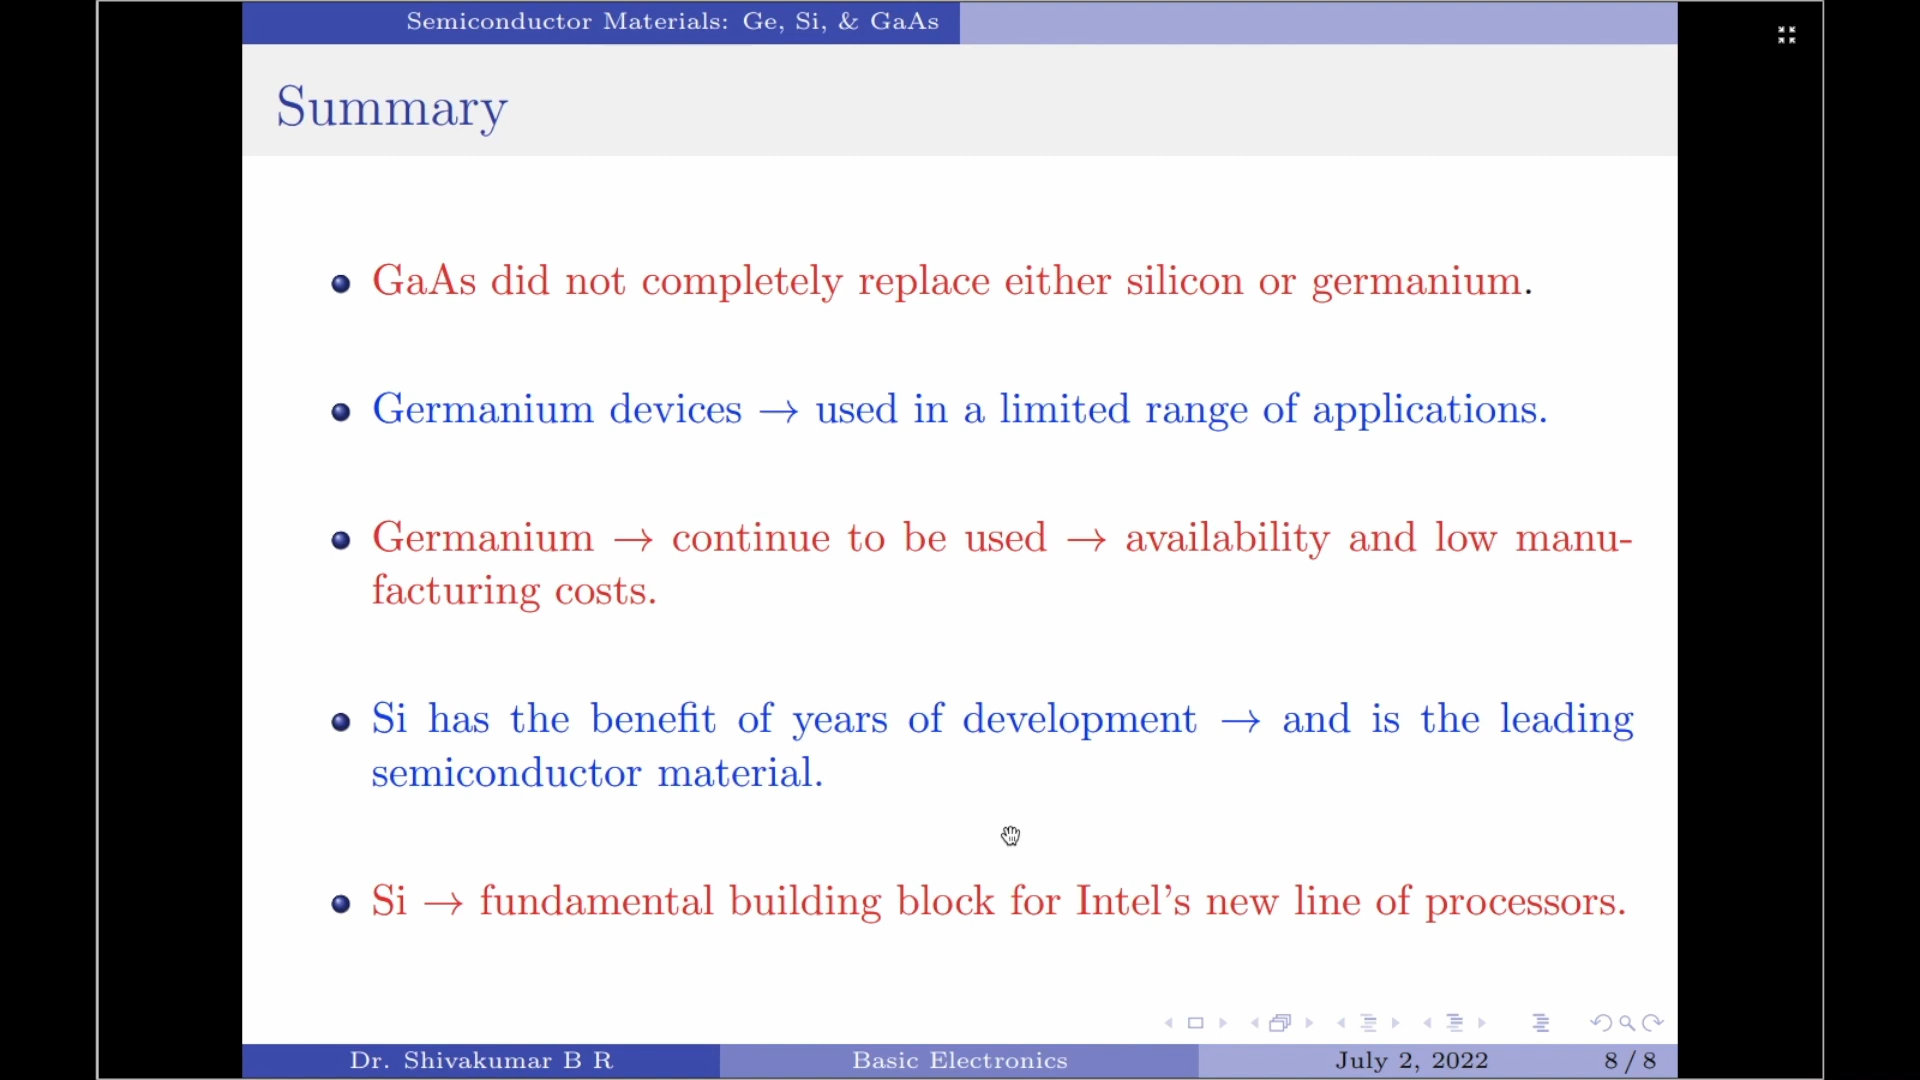 Semiconductor Materials: Ge, Si, & GaAs
Summary
GaAs did not completely replace either silicon or germanium.
Germanium devices → used in a limited range of applications.
Germanium → continue to be used → availability and low manu-
facturing costs.
Si has the benefit of years of development → and is the leading
semiconductor material.
Si → fundamental building block for Intel's new line of processors.
Dr. Shivakumar B R Basic Electronics July 2, 2022 8 / 8